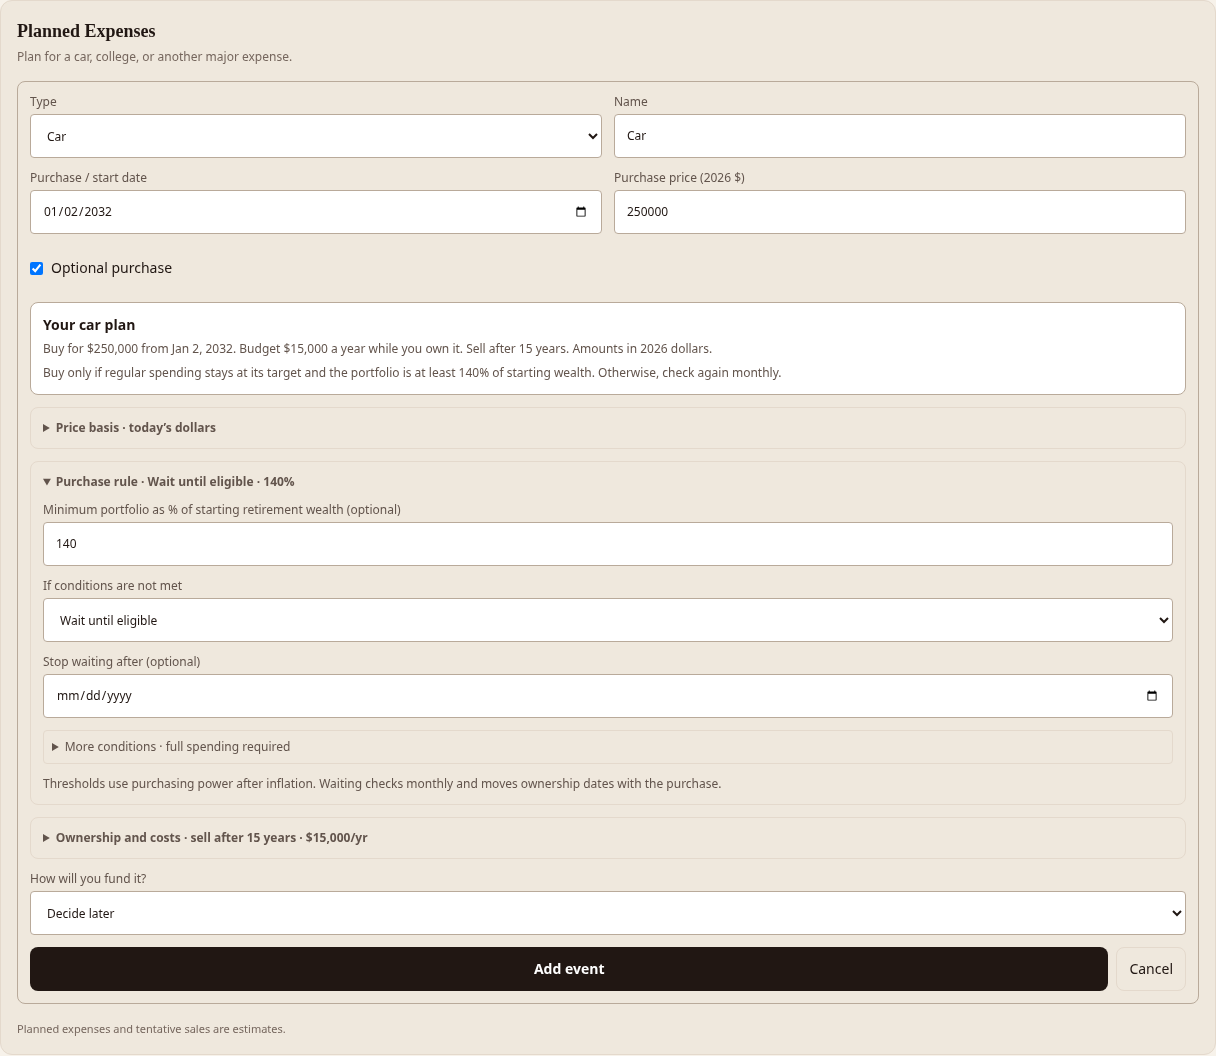 Planned Expenses
Plan for a car, college, or another major expense.
Type
Name
Car
Car
Purchase / start date
Purchase price (2026 $)
01/02/2032
250000
Optional purchase
Your car plan
Buy for $250,000 from Jan 2, 2032. Budget $15,000 a year while you own it. Sell after 15 years. Amounts in 2026 dollars.
Buy only if regular spending stays at its target and the portfolio is at least 140% of starting wealth. Otherwise, check again monthly.
Price basis · today’s dollars
Purchase rule · Wait until eligible · 140%
Minimum portfolio as % of starting retirement wealth (optional)
140
If conditions are not met
Wait until eligible
Stop waiting after (optional)
mm/dd/yyyy
More conditions · full spending required
Thresholds use purchasing power after inflation. Waiting checks monthly and moves ownership dates with the purchase.
Ownership and costs · sell after 15 years · $15,000/yr
How will you fund it?
Decide later
Add event
Cancel
Planned expenses and tentative sales are estimates.